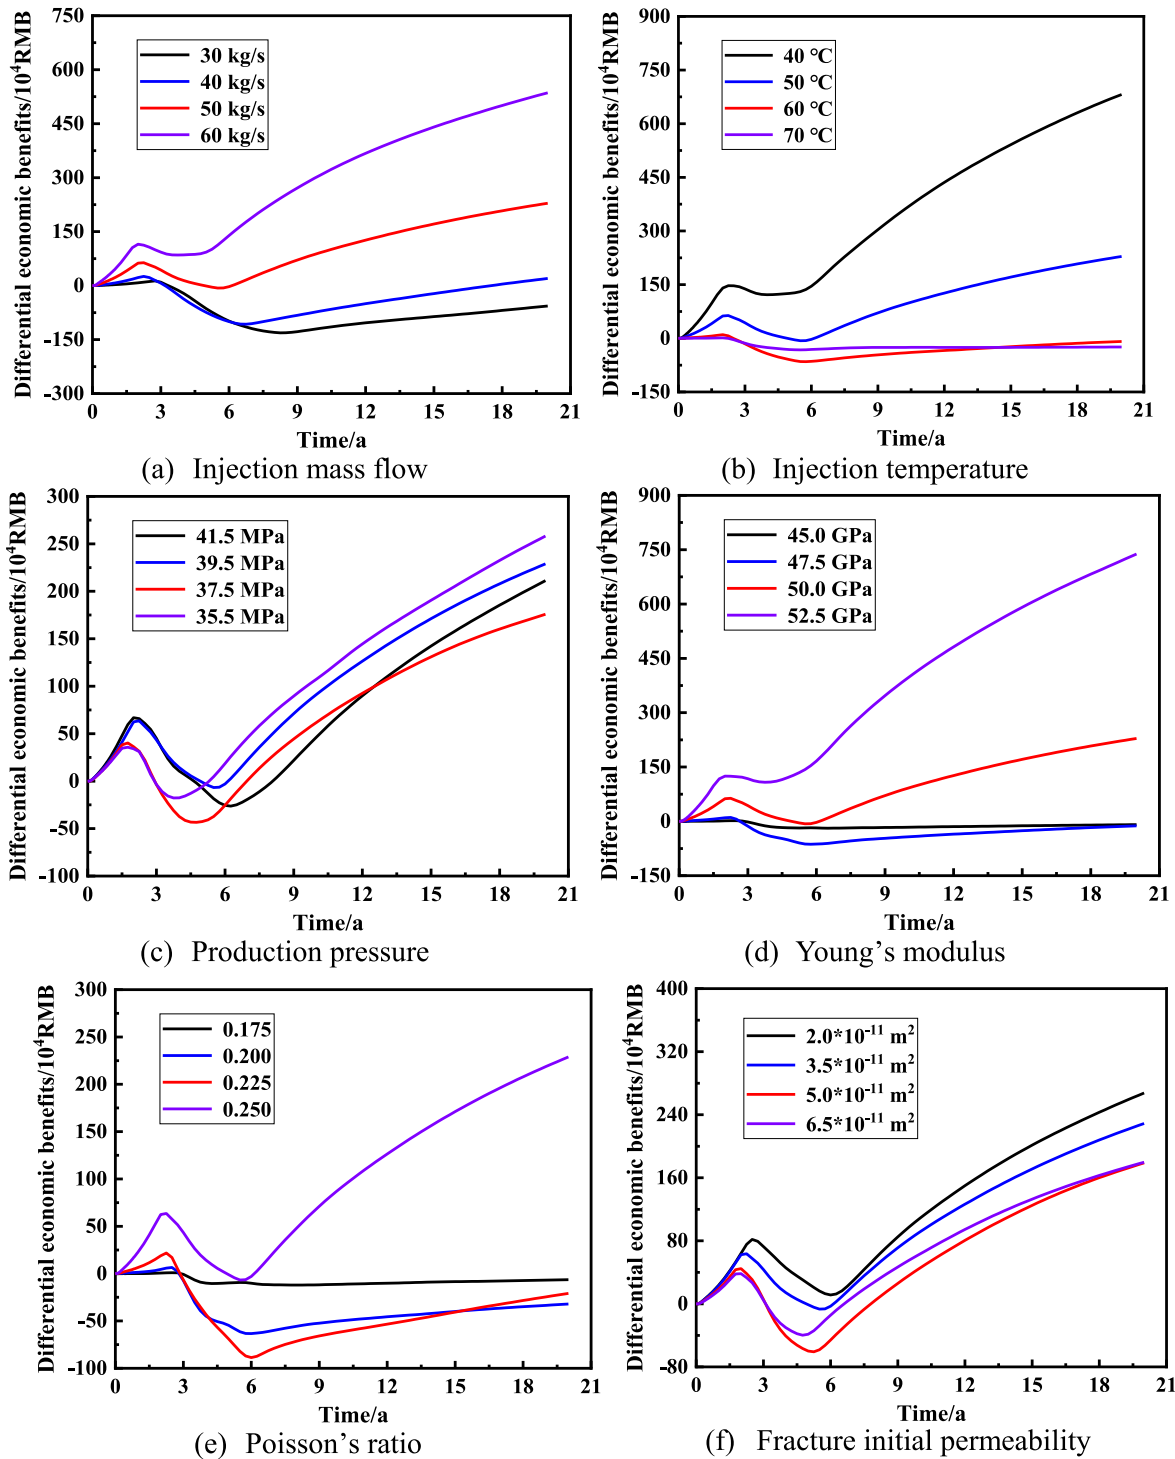 Differential economic benefits/10⁴RMB
750
600
450
300
150
0
-150
-300
30 kg/s
40 kg/s
50 kg/s
60 kg/s
0 3 6 9 12 15 18 21
Time/a
(a) Injection mass flow
Differential economic benefits/10⁴RMB
900
750
600
450
300
150
0
-150
40 °C
50 °C
60 °C
70 °C
0 3 6 9 12 15 18 21
Time/a
(b) Injection temperature
Differential economic benefits/10⁴RMB
300
250
200
150
100
50
0
-50
-100
41.5 MPa
39.5 MPa
37.5 MPa
35.5 MPa
0 3 6 9 12 15 18 21
Time/a
(c) Production pressure
Differential economic benefits/10⁴RMB
900
750
600
450
300
150
0
-150
45.0 GPa
47.5 GPa
50.0 GPa
52.5 GPa
0 3 6 9 12 15 18 21
Time/a
(d) Young's modulus
Differential economic benefits/10⁴RMB
300
250
200
150
100
50
0
-50
-100
0.175
0.200
0.225
0.250
0 3 6 9 12 15 18 21
Time/a
(e) Poisson's ratio
Differential economic benefits/10⁴RMB
400
320
240
160
80
0
-80
2.0*10⁻¹¹ m²
3.5*10⁻¹¹ m²
5.0*10⁻¹¹ m²
6.5*10⁻¹¹ m²
0 3 6 9 12 15 18 21
Time/a
(f) Fracture initial permeability